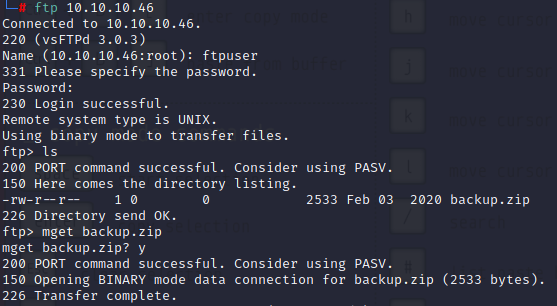 # ftp 10.10.10.46
Connected to 10.10.10.46.
220 (vsFTPd 3.0.3)
Name (10.10.10.46:root): ftpuser
331 Please specify the password.
Password:
230 Login successful.
Remote system type is UNIX.
Using binary mode to transfer files.
ftp> ls
200 PORT command successful. Consider using PASV.
150 Here comes the directory listing.
-rw-r--r--    1 0        0            2533 Feb 03  2020 backup.zip
226 Directory send OK.
ftp> mget backup.zip
mget backup.zip? y
200 PORT command successful. Consider using PASV.
150 Opening BINARY mode data connection for backup.zip (2533 bytes).
226 Transfer complete.
h
j
k
l
/
search